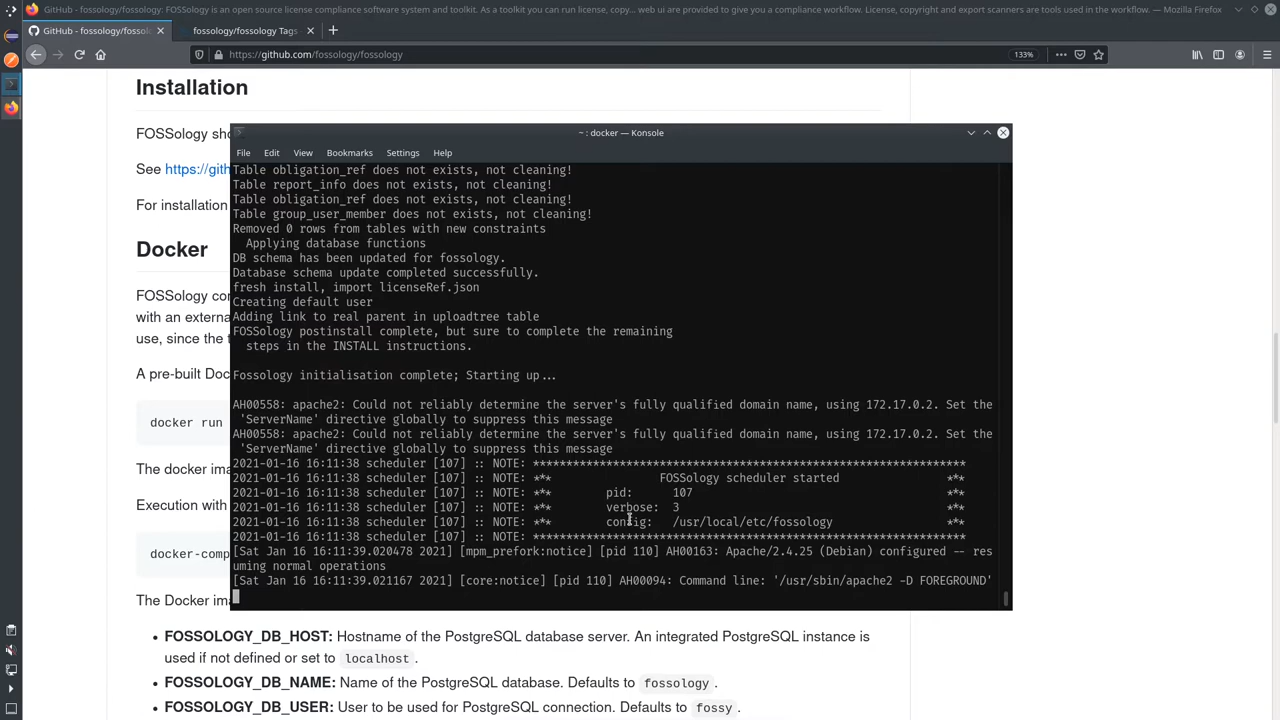 GitHub - fossology/fossology: FOSSology is an open source license compliance software system and toolkit. As a toolkit you can run license, copy... web ui are provided to give you a compliance workflow. License, copyright and export scanners are tools used in the workflow. — Mozilla Firefox
GitHub - fossology/fossolo
fossology/fossology Tags
https://github.com/fossology/fossology
133%
Installation
FOSSology sho
See https://gith
For installation
Docker
FOSSology con
with an externa
use, since the t
A pre-built Doc
docker run
The docker ima
Execution with
docker-comp
The Docker ima
~ : docker — Konsole
File Edit View Bookmarks Settings Help
Table obligation_ref does not exists, not cleaning!
Table report_info does not exists, not cleaning!
Table obligation_ref does not exists, not cleaning!
Table group_user_member does not exists, not cleaning!
Removed 0 rows from tables with new constraints
Applying database functions
DB schema has been updated for fossology.
Database schema update completed successfully.
fresh install, import licenseRef.json
Creating default user
Adding link to real parent in uploadtree table
FOSSology postinstall complete, but sure to complete the remaining
steps in the INSTALL instructions.
Fossology initialisation complete; Starting up...
AH00558: apache2: Could not reliably determine the server's fully qualified domain name, using 172.17.0.2. Set the
'ServerName' directive globally to suppress this message
AH00558: apache2: Could not reliably determine the server's fully qualified domain name, using 172.17.0.2. Set the
'ServerName' directive globally to suppress this message
2021-01-16 16:11:38 scheduler [107] :: NOTE: *****************************************************************
2021-01-16 16:11:38 scheduler [107] :: NOTE: *** FOSSology scheduler started ***
2021-01-16 16:11:38 scheduler [107] :: NOTE: *** pid: 107 ***
2021-01-16 16:11:38 scheduler [107] :: NOTE: *** verbose: 3 ***
2021-01-16 16:11:38 scheduler [107] :: NOTE: *** config: /usr/local/etc/fossology ***
2021-01-16 16:11:38 scheduler [107] :: NOTE: *****************************************************************
[Sat Jan 16 16:11:39.020478 2021] [mpm_prefork:notice] [pid 110] AH00163: Apache/2.4.25 (Debian) configured -- res
uming normal operations
[Sat Jan 16 16:11:39.021167 2021] [core:notice] [pid 110] AH00094: Command line: '/usr/sbin/apache2 -D FOREGROUND'
• FOSSOLOGY_DB_HOST: Hostname of the PostgreSQL database server. An integrated PostgreSQL instance is
used if not defined or set to localhost .
• FOSSOLOGY_DB_NAME: Name of the PostgreSQL database. Defaults to fossology .
• FOSSOLOGY_DB_USER: User to be used for PostgreSQL connection. Defaults to fossy .